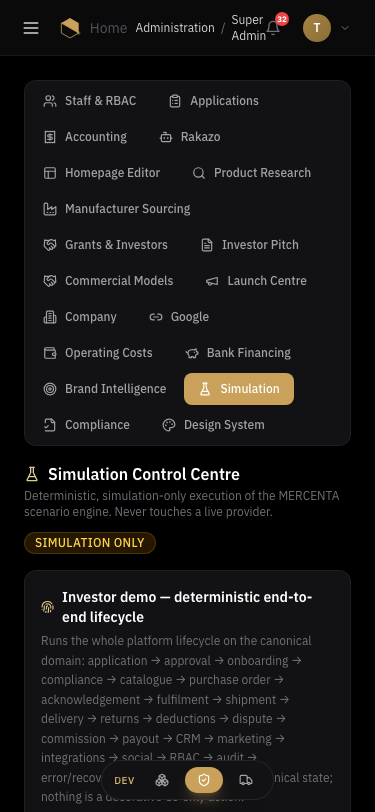 Home Administration / Super Admin 32 T
Staff & RBAC Applications
Accounting Rakazo
Homepage Editor Product Research
Manufacturer Sourcing
Grants & Investors Investor Pitch
Commercial Models Launch Centre
Company Google
Operating Costs Bank Financing
Brand Intelligence Simulation
Compliance Design System
Simulation Control Centre
Deterministic, simulation-only execution of the MERCENTA
scenario engine. Never touches a live provider.
SIMULATION ONLY
Investor demo — deterministic end-to-
end lifecycle
Runs the whole platform lifecycle on the canonical
domain: application → approval → onboarding →
compliance → catalogue → purchase order →
acknowledgement → fulfilment → shipment →
delivery → returns → deductions → dispute →
commission → payout → CRM → marketing →
integrations → social → RBAC → audit →
DEV